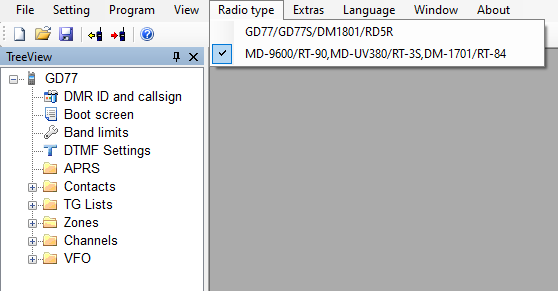 File Setting Program View Radio type Extras Language Window About
GD77/GD77S/DM1801/RD5R
MD-9600/RT-90,MD-UV380/RT-3S,DM-1701/RT-84
TreeView
GD77
DMR ID and callsign
Boot screen
Band limits
DTMF Settings
APRS
Contacts
TG Lists
Zones
Channels
VFO